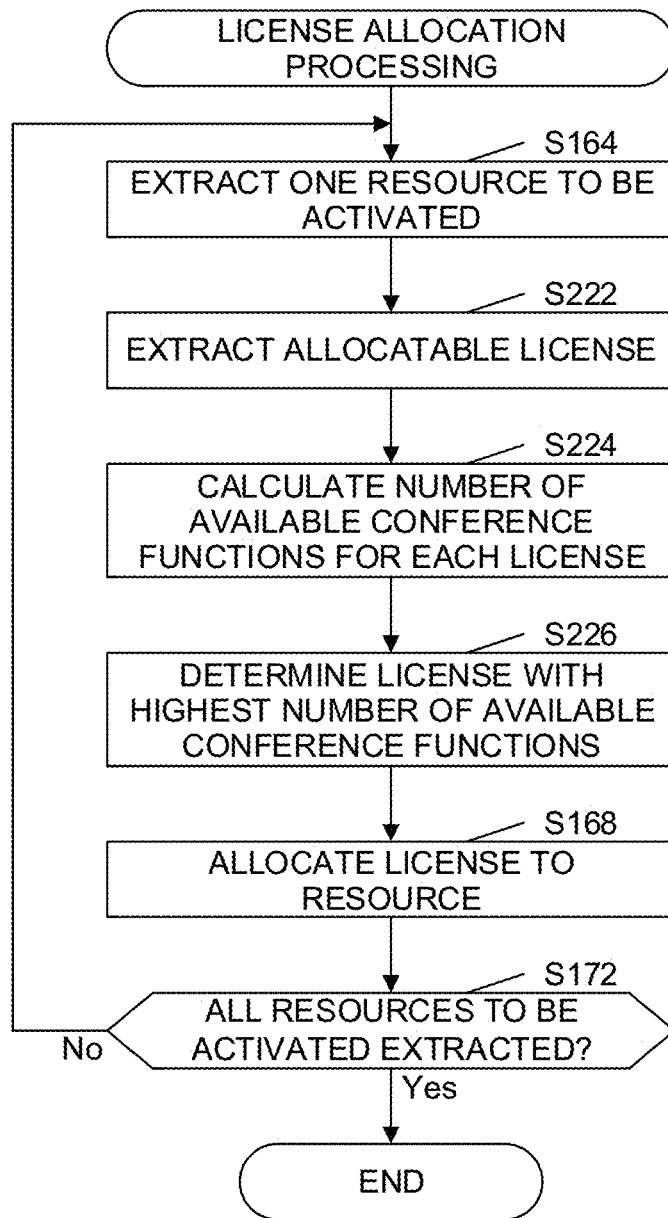 LICENSE ALLOCATION
PROCESSING
S164
EXTRACT ONE RESOURCE TO BE
ACTIVATED
S222
EXTRACT ALLOCATABLE LICENSE
S224
CALCULATE NUMBER OF
AVAILABLE CONFERENCE
FUNCTIONS FOR EACH LICENSE
S226
DETERMINE LICENSE WITH
HIGHEST NUMBER OF AVAILABLE
CONFERENCE FUNCTIONS
S168
ALLOCATE LICENSE TO
RESOURCE
S172
ALL RESOURCES TO BE
ACTIVATED EXTRACTED?
No
Yes
END